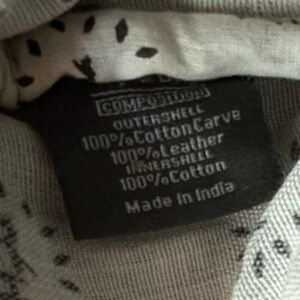 COMPOSITION
OUTERSHELL
100%CottonCarve
100%Leather
INNERSHELL
100%Cotton
Made in India